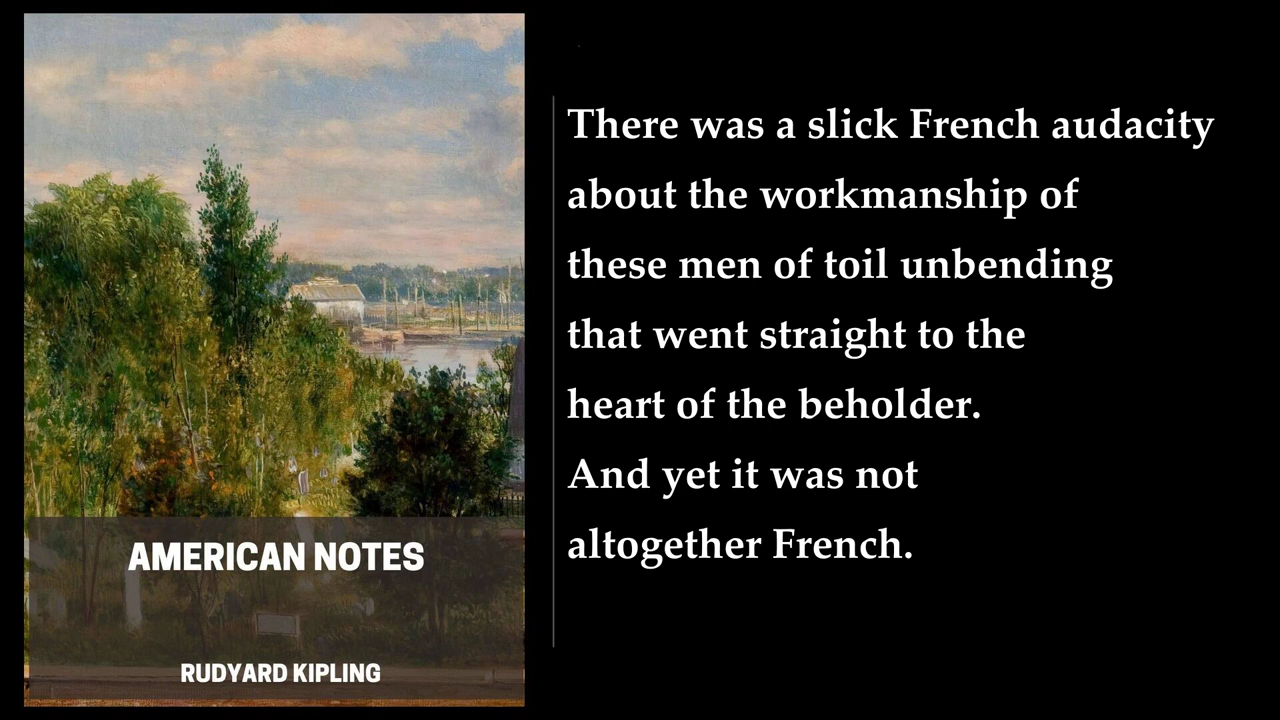 AMERICAN NOTES
RUDYARD KIPLING
There was a slick French audacity
about the workmanship of
these men of toil unbending
that went straight to the
heart of the beholder.
And yet it was not
altogether French.